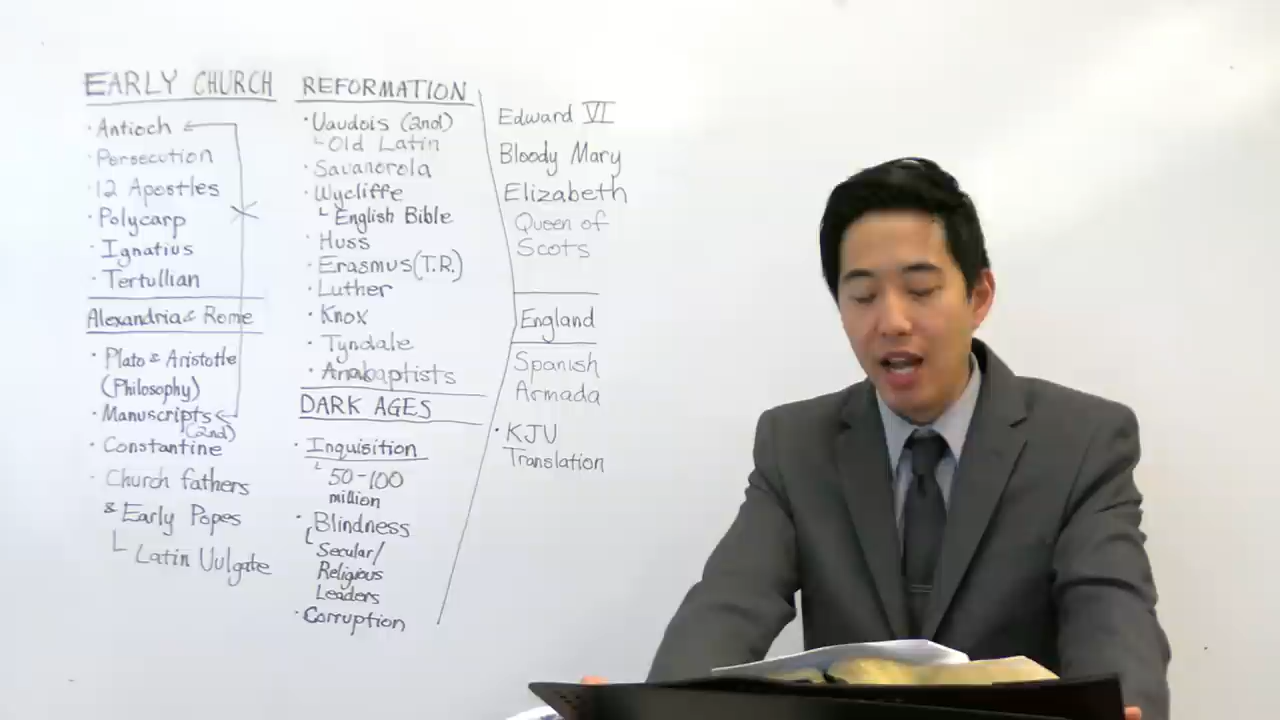 EARLY CHURCH
· Antioch
· Persecution
· 12 Apostles
· Polycarp
· Ignatius
· Tertullian
Alexandria & Rome
· Plato & Aristotle
(Philosophy)
· Manuscripts
(2nd)
· Constantine
· Church fathers
& Early Popes
Latin Vulgate
REFORMATION
· Vaudois (2nd)
Old Latin
· Savanorola
· Wycliffe
English Bible
· Huss
· Erasmus (T.R.)
· Luther
· Knox
· Tyndale
· Anabaptists
DARK AGES
· Inquisition
50-100
million
· Blindness
Secular/
Religious
Leaders
· Corruption
Edward VI
Bloody Mary
Elizabeth
Queen of
Scots
England
Spanish
Armada
· KJV
Translation